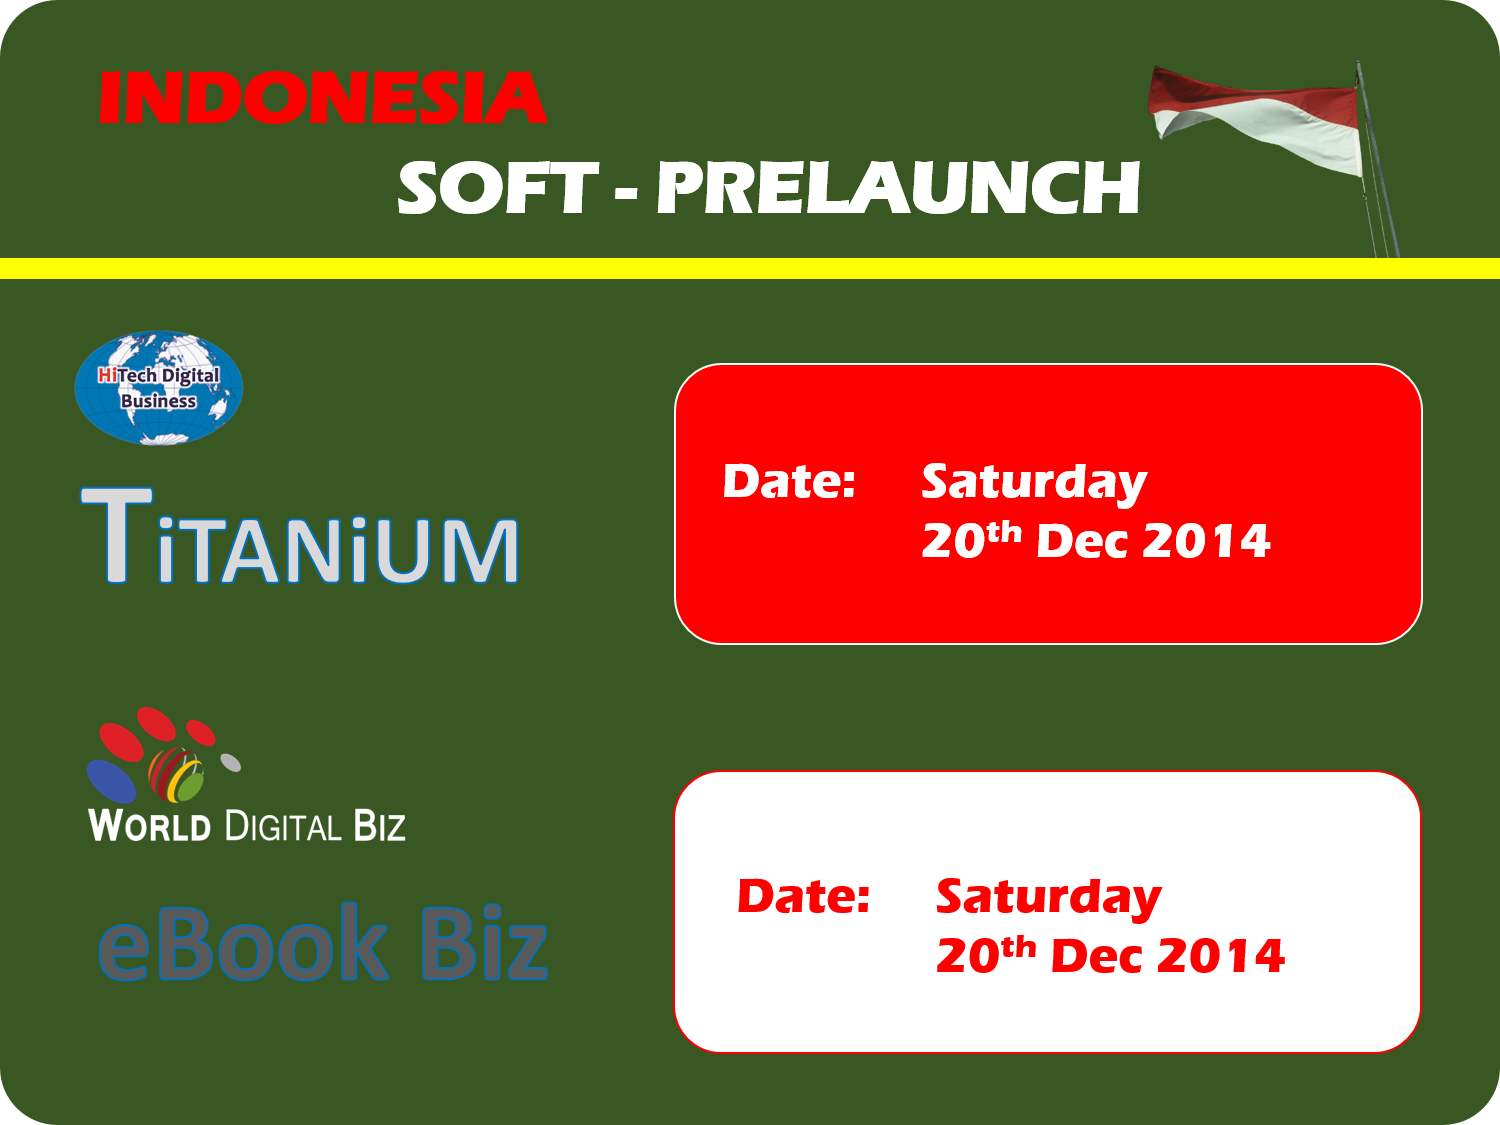 INDONESIA
SOFT - PRELAUNCH
HiTech Digital
Business
TiTANiUM
Date: Saturday
20th Dec 2014
WORLD DIGITAL BIZ
eBook Biz
Date: Saturday
20th Dec 2014